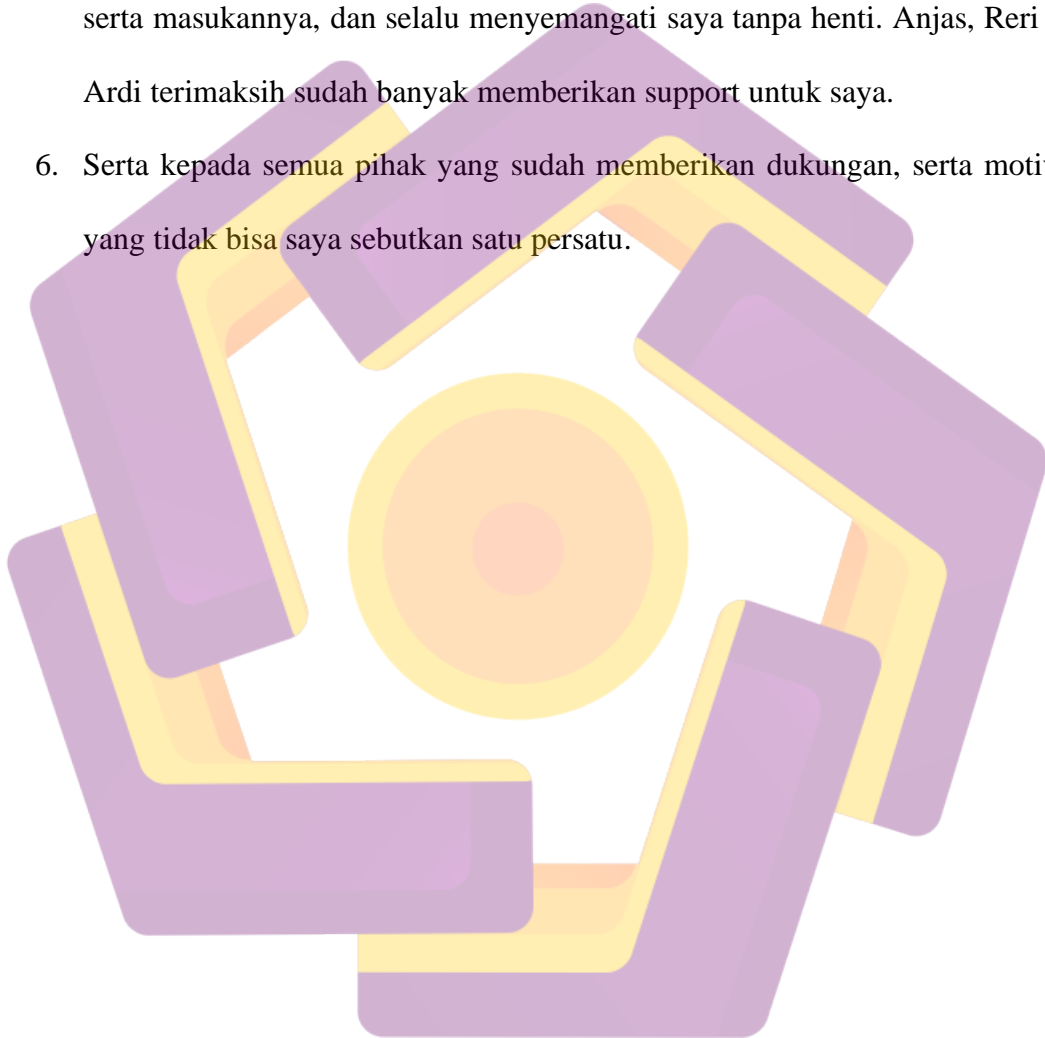 serta masukannya, dan selalu menyemangati saya tanpa henti. Anjas, Reri
Ardi terimaksih sudah banyak memberikan support untuk saya.
6. Serta kepada semua pihak yang sudah memberikan dukungan, serta moti
yang tidak bisa saya sebutkan satu persatu.